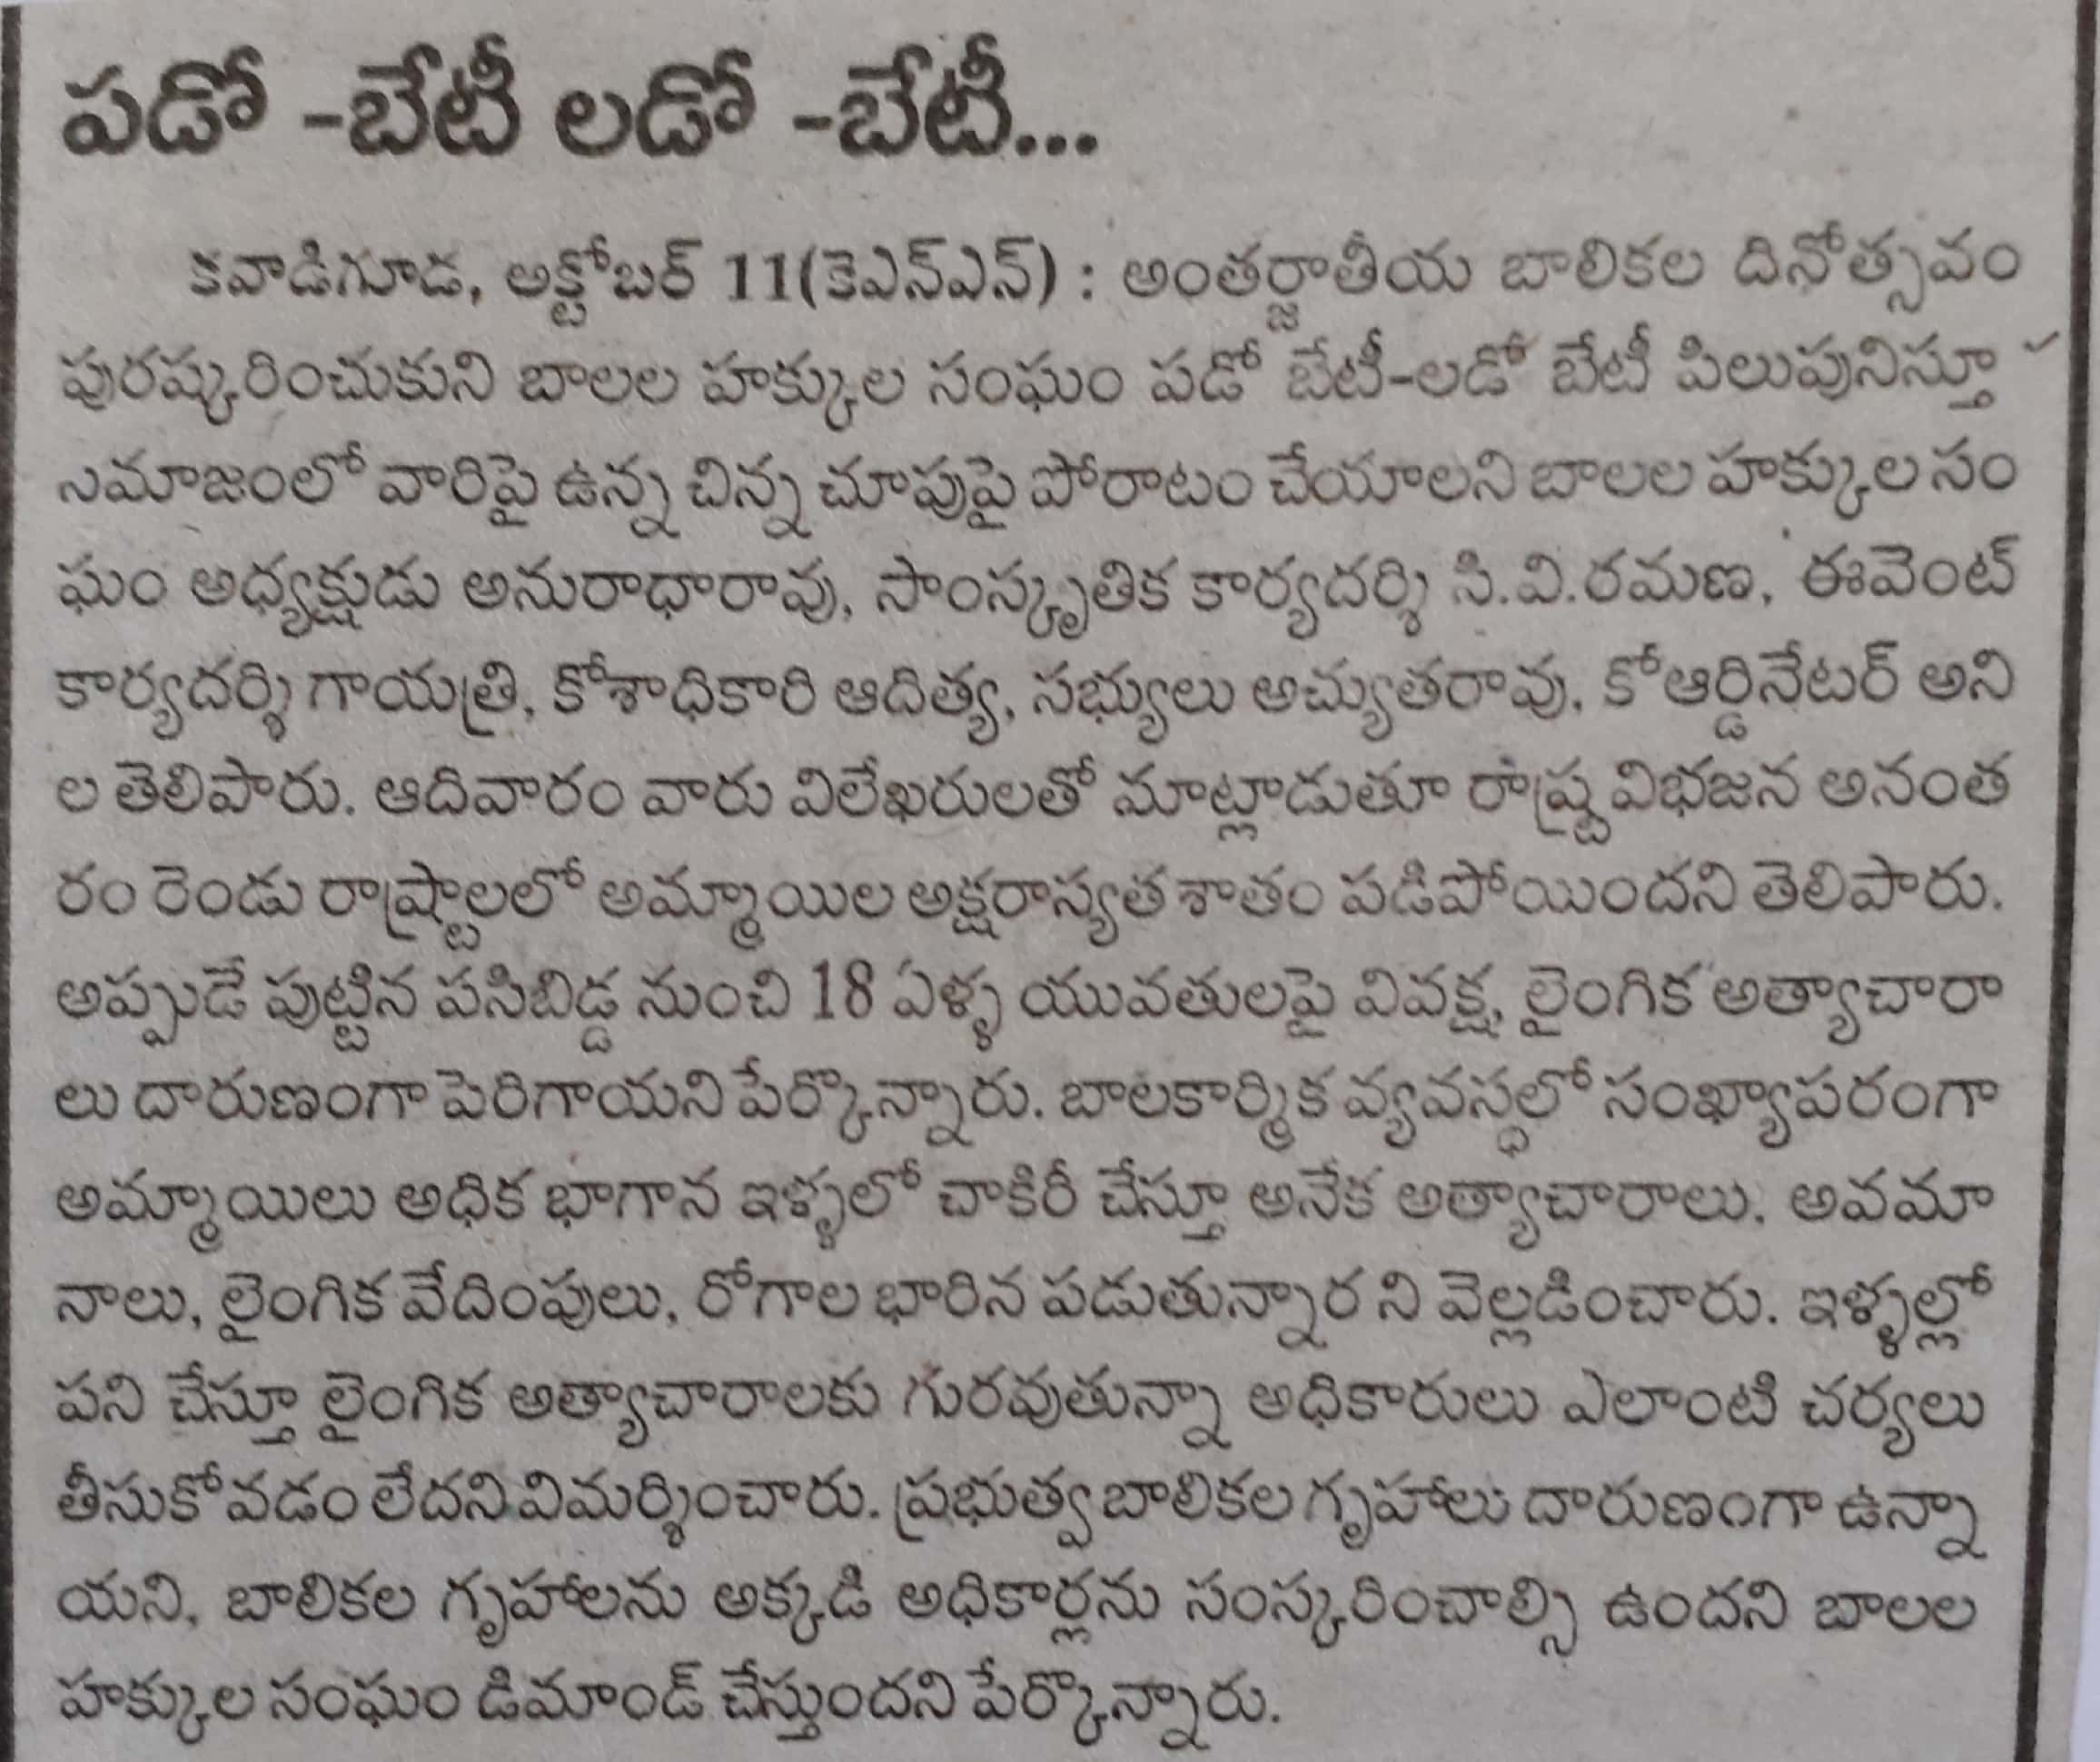 పడో -బేటీ లడో -బేటీ...
కవాడిగూడ, అక్టోబర్ 11(కెఎన్ఎన్) : అంతర్జాతీయ బాలికల దినోత్సవం
పురష్కరించుకుని బాలల హక్కుల సంఘం పడో బేటీ-లడో బేటీ పిలుపునిస్తూ
సమాజంలో వారిపై ఉన్న చిన్న చూపుపై పోరాటం చేయాలని బాలల హక్కుల సం
ఘం అధ్యక్షుడు అనురాధారావు, సాంస్కృతిక కార్యదర్శి సి.వి.రమణ, ఈవెంట్
కార్యదర్శి గాయత్రి, కోశాధికారి ఆదిత్య, సభ్యులు అచ్యుతరావు, కోఆర్డినేటర్ అని
ల తెలిపారు. ఆదివారం వారు విలేఖరులతో మాట్లాడుతూ రాష్ట్ర విభజన అనంత
రం రెండు రాష్ట్రాలలో అమ్మాయిల అక్షరాస్యత శాతం పడిపోయిందని తెలిపారు.
అప్పుడే పుట్టిన పసిబిడ్డ నుంచి 18 ఏళ్ళ యువతులపై వివక్ష, లైంగిక అత్యాచారా
లు దారుణంగా పెరిగాయని పేర్కొన్నారు. బాలకార్మిక వ్యవస్థలో సంఖ్యాపరంగా
అమ్మాయిలు అధిక భాగాన ఇళ్ళలో చాకిరీ చేస్తూ అనేక అత్యాచారాలు, అవమా
నాలు, లైంగిక వేదింపులు, రోగాల భారిన పడుతున్నార ని వెల్లడించారు. ఇళ్ళల్లో
పని చేస్తూ లైంగిక అత్యాచారాలకు గురవుతున్నా అధికారులు ఎలాంటి చర్యలు
తీసుకోవడం లేదని విమర్శించారు. ప్రభుత్వ బాలికల గృహాలు దారుణంగా ఉన్నా
యని, బాలికల గృహాలను అక్కడి అధికార్లను సంస్కరించాల్సి ఉందని బాలల
హక్కుల సంఘం డిమాండ్ చేస్తుందని పేర్కొన్నారు.